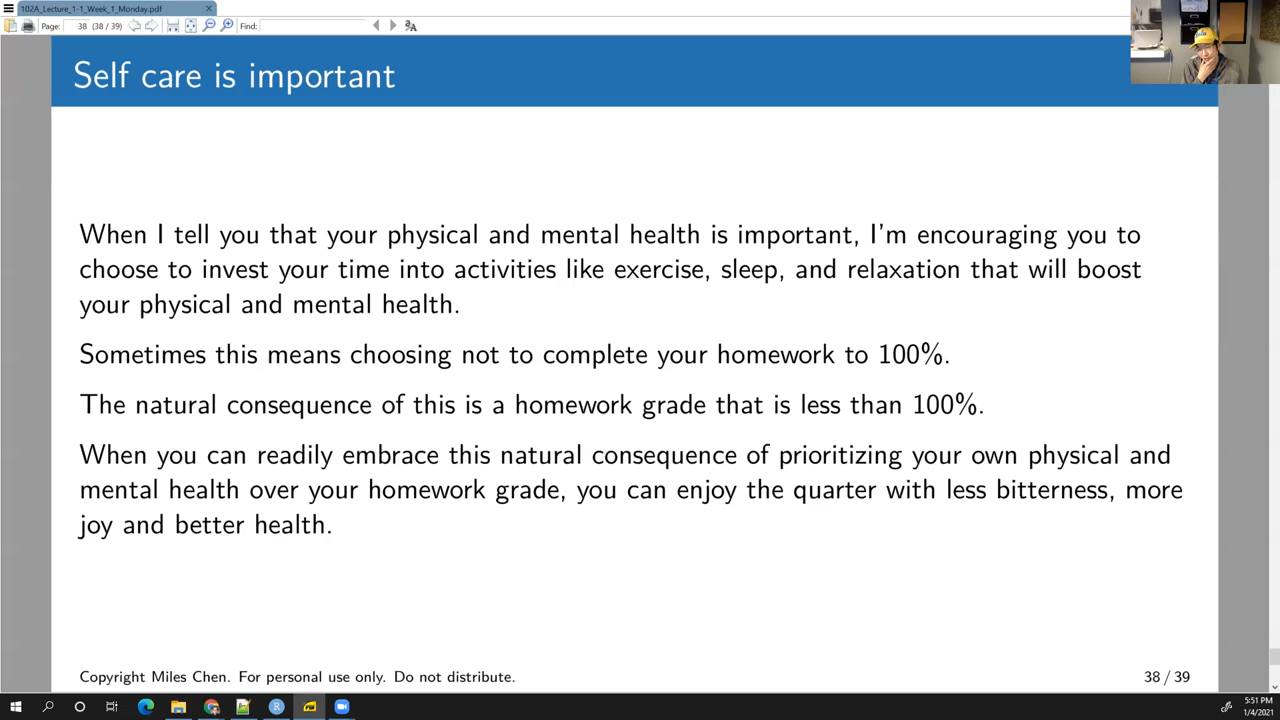 102A_Lecture_1-1_Week_1_Monday.pdf
Page: 38 (38 / 39) Find:
Self care is important
When I tell you that your physical and mental health is important, I'm encouraging you to
choose to invest your time into activities like exercise, sleep, and relaxation that will boost
your physical and mental health.
Sometimes this means choosing not to complete your homework to 100%.
The natural consequence of this is a homework grade that is less than 100%.
When you can readily embrace this natural consequence of prioritizing your own physical and
mental health over your homework grade, you can enjoy the quarter with less bitterness, more
joy and better health.
Copyright Miles Chen. For personal use only. Do not distribute.
38 / 39
5:51 PM
1/4/2021